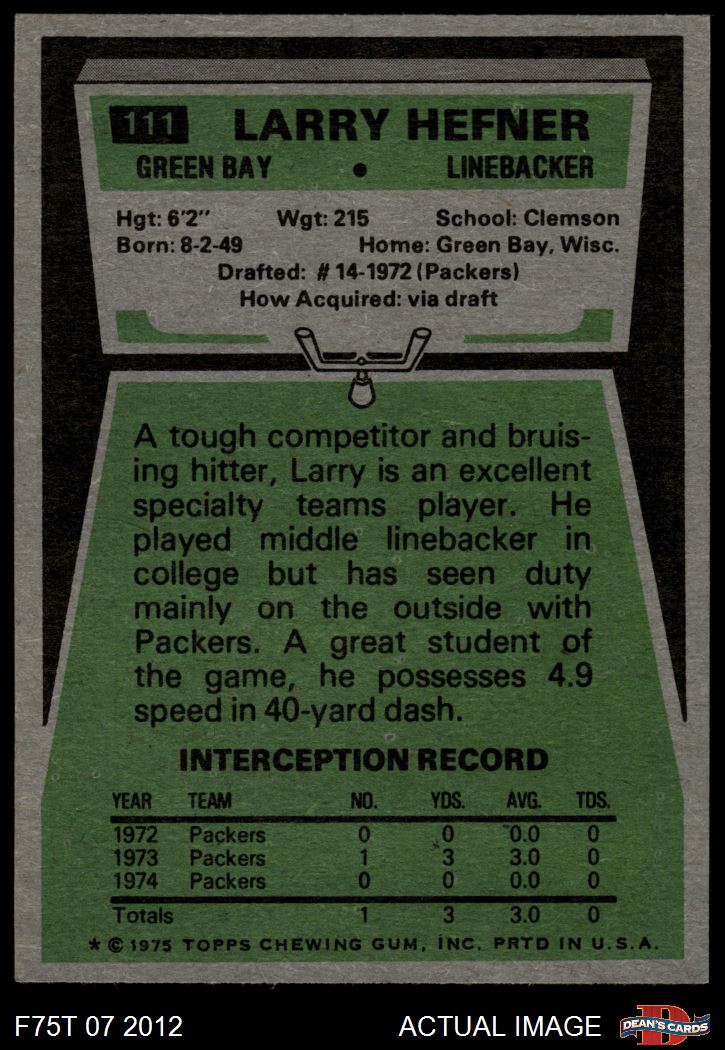 111 LARRY HEFNER
GREEN BAY • LINEBACKER
Hgt: 6'2" Wgt: 215 School: Clemson
Born: 8-2-49 Home: Green Bay, Wisc.
Drafted: #14-1972 (Packers)
How Acquired: via draft
A tough competitor and bruis-
ing hitter, Larry is an excellent
specialty teams player. He
played middle linebacker in
college but has seen duty
mainly on the outside with
Packers. A great student of
the game, he possesses 4.9
speed in 40-yard dash.
INTERCEPTION RECORD
YEAR TEAM NO. YDS. AVG. TDS.
1972 Packers 0 0 0.0 0
1973 Packers 1 3 3.0 0
1974 Packers 0 0 0.0 0
Totals 1 3 3.0 0
* © 1975 TOPPS CHEWING GUM, INC. PRTD IN U.S.A.
F75T 07 2012 ACTUAL IMAGE D DEAN'S CARDS